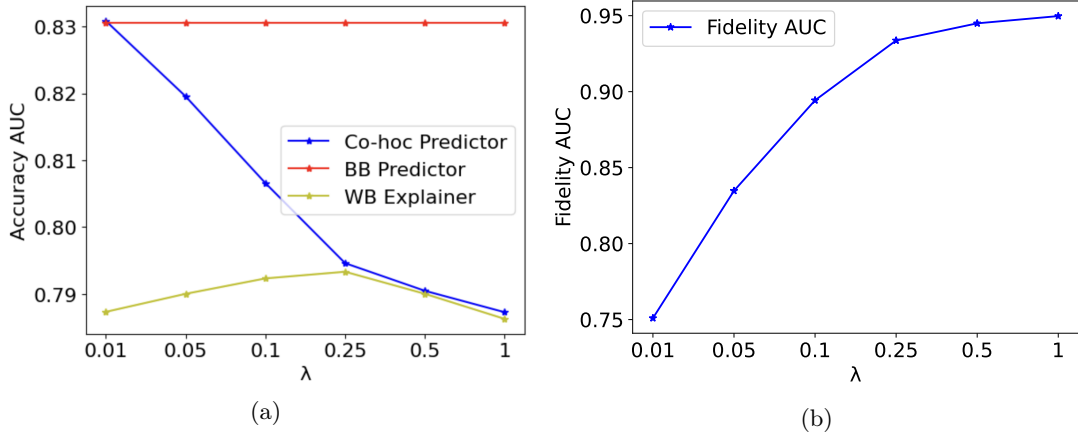 Accuracy AUC
0.83
0.82
0.81
0.80
0.79
Co-hoc Predictor
BB Predictor
WB Explainer
0.01 0.05 0.1 0.25 0.5 1
λ
(a)
Fidelity AUC
0.95
0.90
0.85
0.80
0.75
Fidelity AUC
0.01 0.05 0.1 0.25 0.5 1
λ
(b)